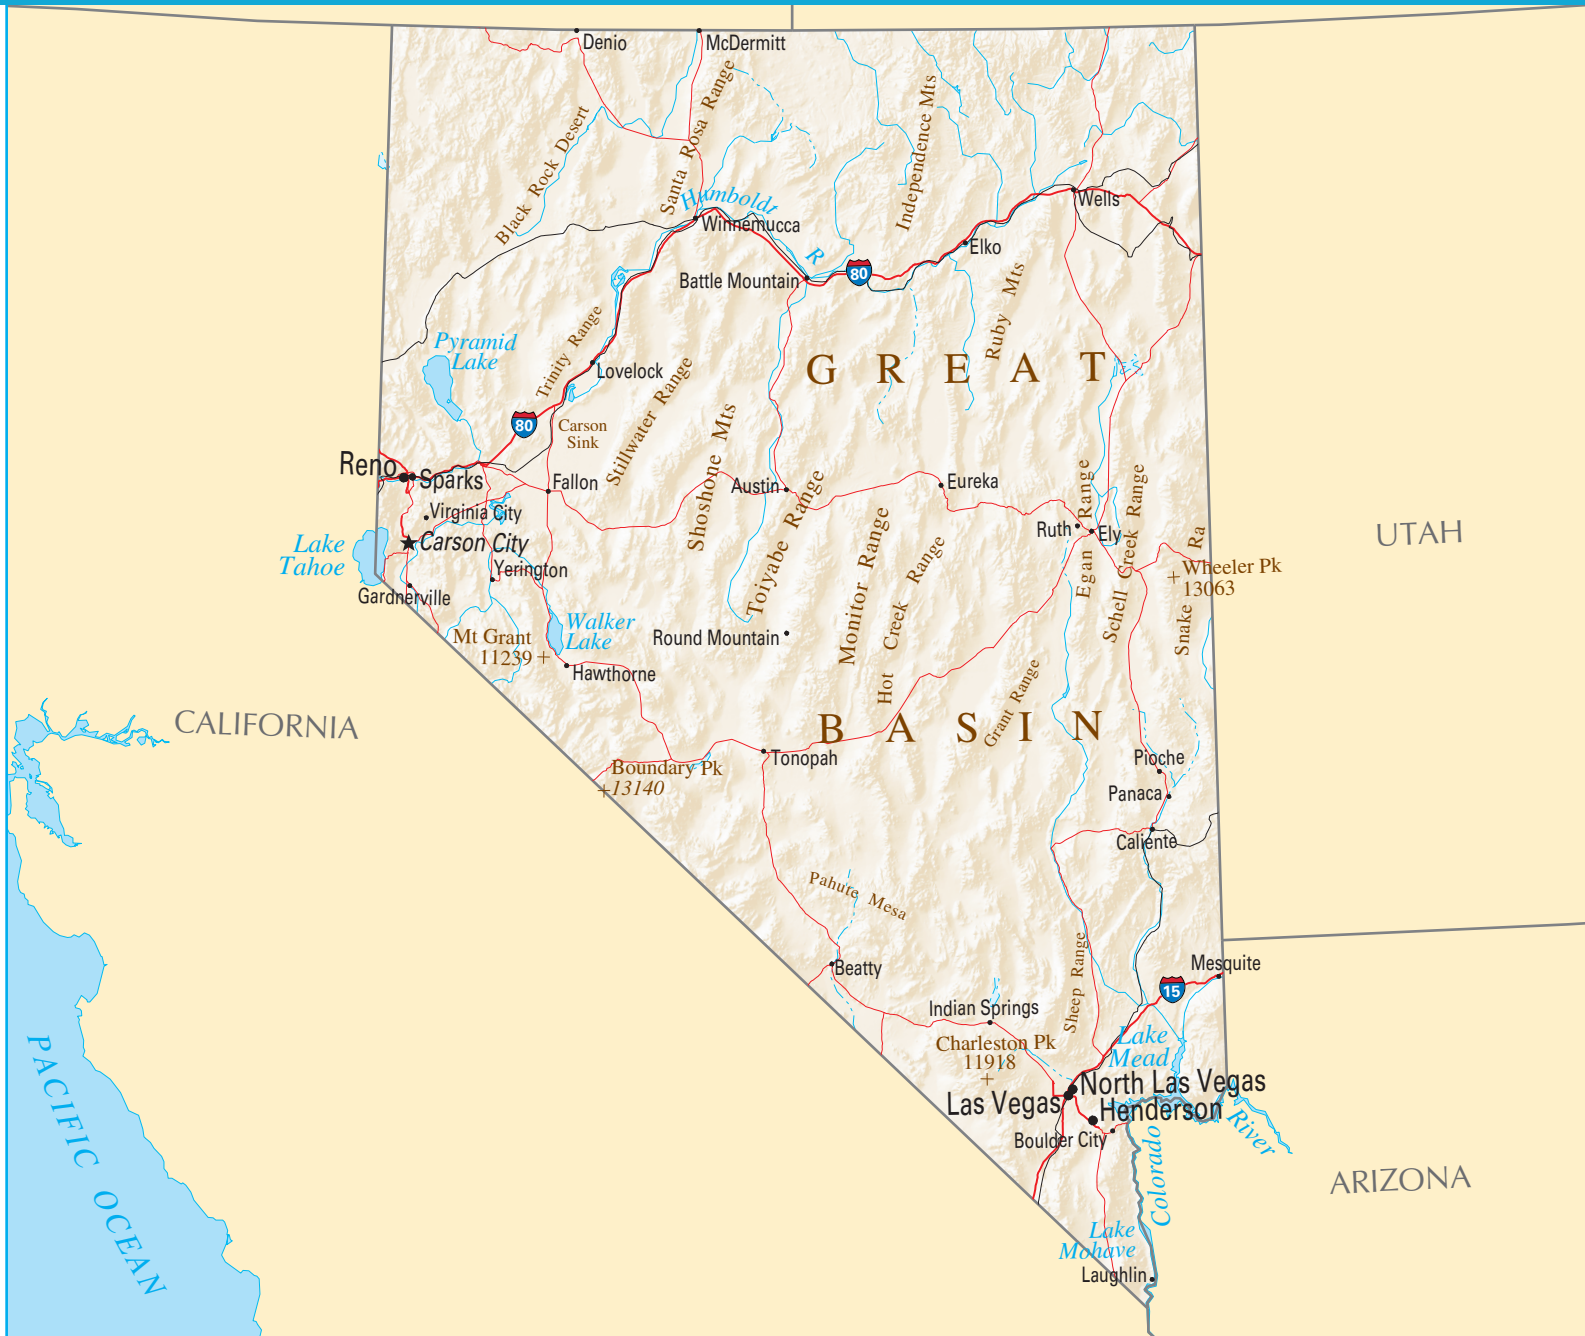 Denio
McDermitt
Black Rock Desert
Santa Rosa Range
Independence Mts
Humboldt
R
Winnemucca
Wells
Elko
Battle Mountain
80
Ruby Mts
Pyramid
Lake
Trinity Range
Lovelock
GREAT
80
Carson
Sink
Stillwater Range
Shoshone Mts
Reno
Sparks
Fallon
Austin
Eureka
Virginia City
Carson City
Lake
Tahoe
Yerington
Gardnerville
Toiyabe Range
Monitor Range
Hot Creek Range
Ruth
Ely
Egan Range
Schell Creek Range
Snake Ra
Wheeler Pk
13063
UTAH
Walker
Lake
Mt Grant
11239
Round Mountain
Hawthorne
CALIFORNIA
Grant Range
BASIN
Tonopah
Boundary Pk
13140
Pioche
Panaca
Caliente
Pahute Mesa
Beatty
Sheep Range
Mesquite
15
Indian Springs
Charleston Pk
11918
Lake
Mead
North Las Vegas
Las Vegas
Henderson
Boulder City
Colorado
River
ARIZONA
PACIFIC OCEAN
Lake
Mohave
Laughlin